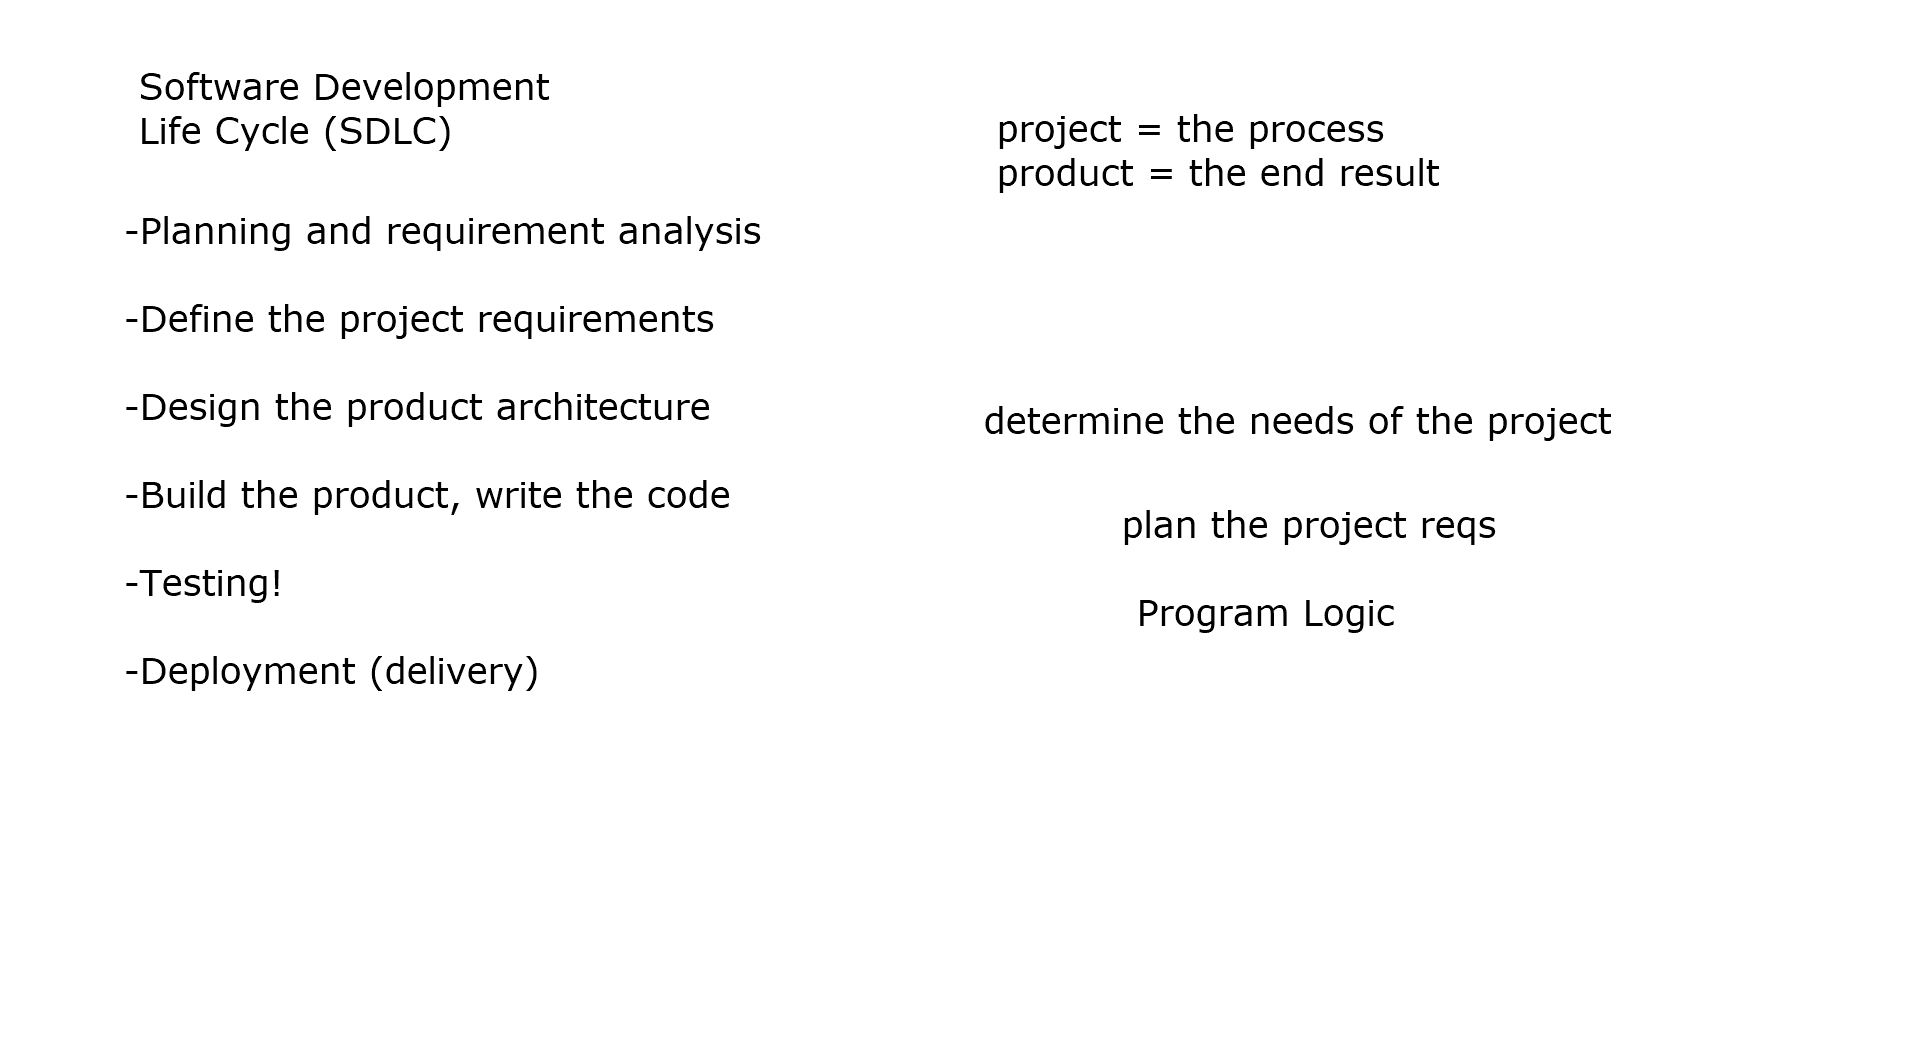 Software Development
Life Cycle (SDLC)
-Planning and requirement analysis
-Define the project requirements
-Design the product architecture
-Build the product, write the code
-Testing!
-Deployment (delivery)
project = the process
product = the end result
determine the needs of the project
plan the project reqs
Program Logic